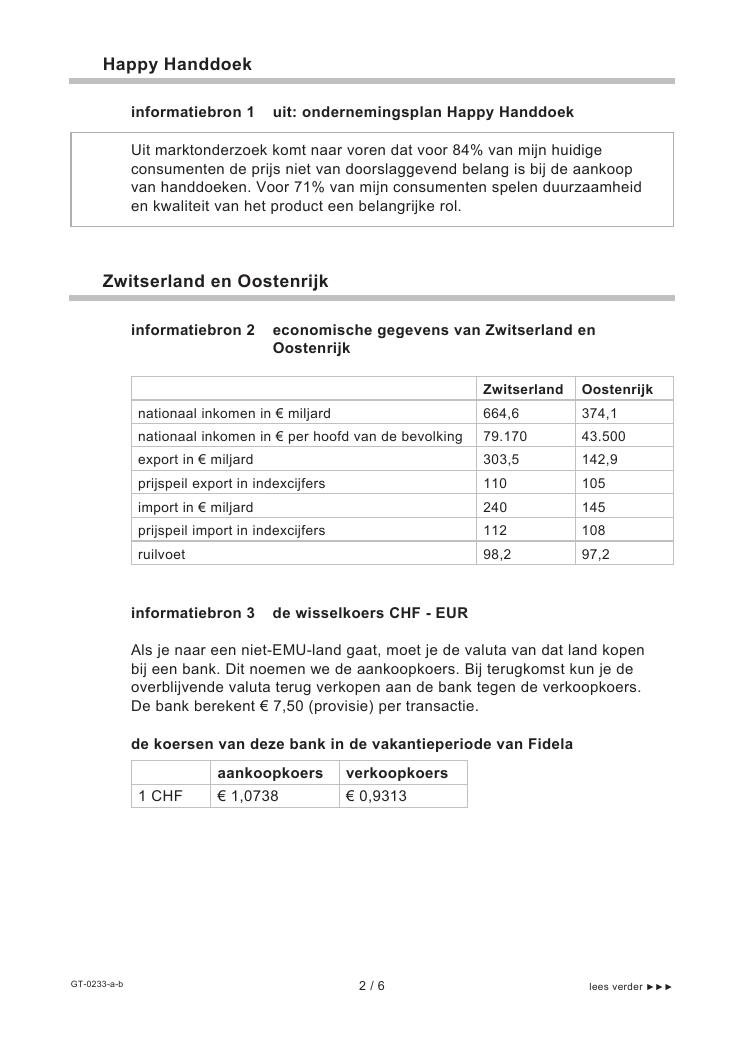 Happy Handdoek
informatiebron 1 uit: ondernemingsplan Happy Handdoek
Uit marktonderzoek komt naar voren dat voor 84% van mijn huidige
consumenten de prijs niet van doorslaggevend belang is bij de aankoop
van handdoeken. Voor 71% van mijn consumenten spelen duurzaamheid
en kwaliteit van het product een belangrijke rol.
Zwitserland en Oostenrijk
informatiebron 2 economische gegevens van Zwitserland en
Oostenrijk
Zwitserland Oostenrijk
nationaal inkomen in € miljard 664,6 374,1
nationaal inkomen in € per hoofd van de bevolking 79.170 43.500
export in € miljard 303,5 142,9
prijspeil export in indexcijfers 110 105
import in € miljard 240 145
prijspeil import in indexcijfers 112 108
ruilvoet 98,2 97,2
informatiebron 3 de wisselkoers CHF - EUR
Als je naar een niet-EMU-land gaat, moet je de valuta van dat land kopen
bij een bank. Dit noemen we de aankoopkoers. Bij terugkomst kun je de
overblijvende valuta terug verkopen aan de bank tegen de verkoopkoers.
De bank berekent € 7,50 (provisie) per transactie.
de koersen van deze bank in de vakantieperiode van Fidela
aankoopkoers verkoopkoers
1 CHF € 1,0738 € 0,9313
GT-0233-a-b 2 / 6 lees verder ►►►